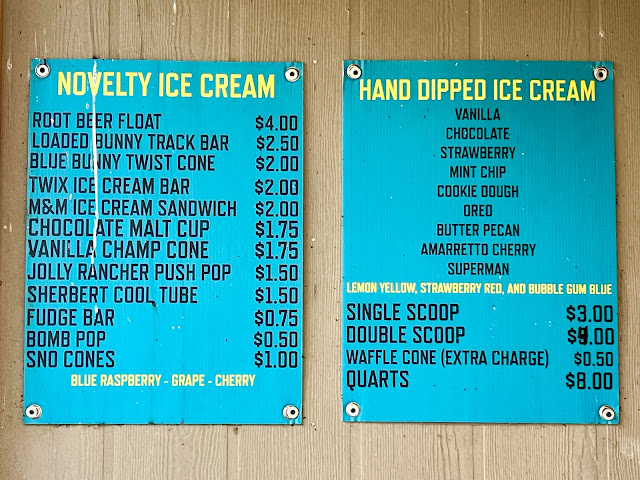 NOVELTY ICE CREAM
ROOT BEER FLOAT $4.00
LOADED BUNNY TRACK BAR $2.50
BLUE BUNNY TWIST CONE $2.00
TWIX ICE CREAM BAR $2.00
M&M ICE CREAM SANDWICH $2.00
CHOCOLATE MALT CUP $1.75
VANILLA CHAMP CONE $1.75
JOLLY RANCHER PUSH POP $1.50
SHERBERT COOL TUBE $1.50
FUDGE BAR $0.75
BOMB POP $0.50
SNO CONES $1.00
BLUE RASPBERRY - GRAPE - CHERRY
HAND DIPPED ICE CREAM
VANILLA
CHOCOLATE
STRAWBERRY
MINT CHIP
COOKIE DOUGH
OREO
BUTTER PECAN
AMARRETTO CHERRY
SUPERMAN
LEMON YELLOW, STRAWBERRY RED, AND BUBBLE GUM BLUE
SINGLE SCOOP $3.00
DOUBLE SCOOP
WAFFLE CONE (EXTRA CHARGE) $0.50
QUARTS $8.00